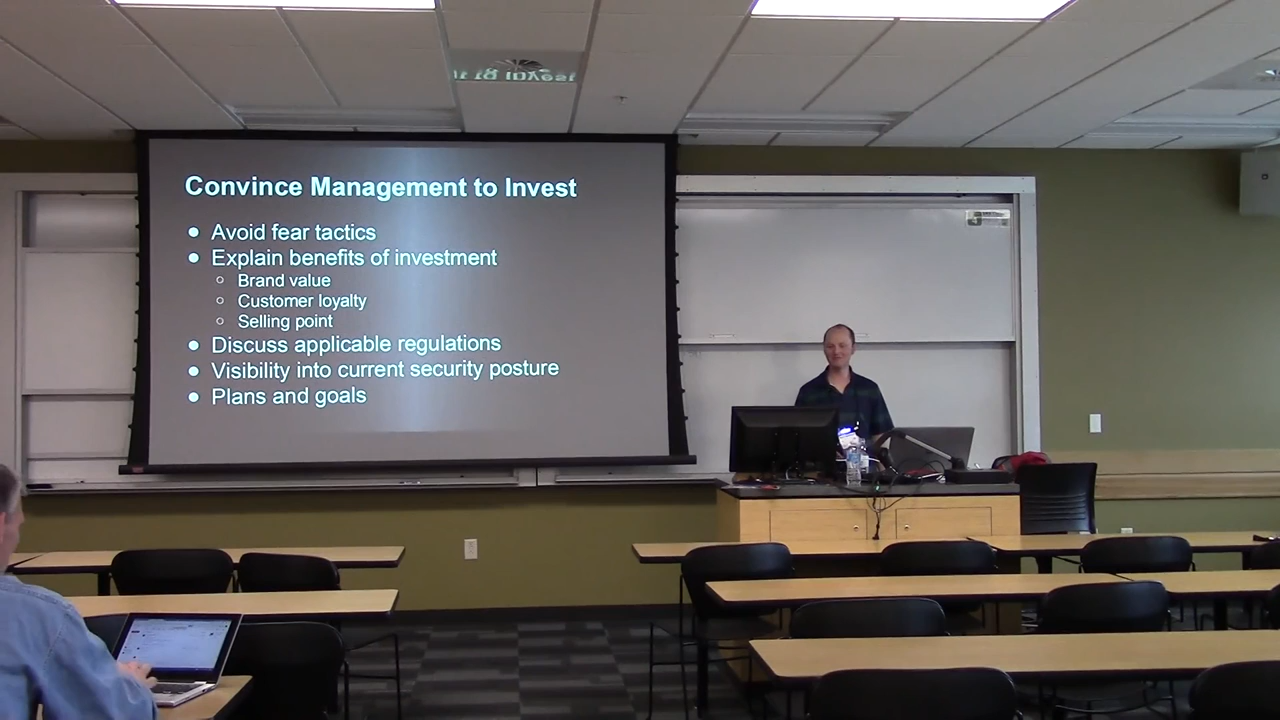 Convince Management to Invest
● Avoid fear tactics
● Explain benefits of investment
○ Brand value
○ Customer loyalty
○ Selling point
● Discuss applicable regulations
● Visibility into current security posture
● Plans and goals